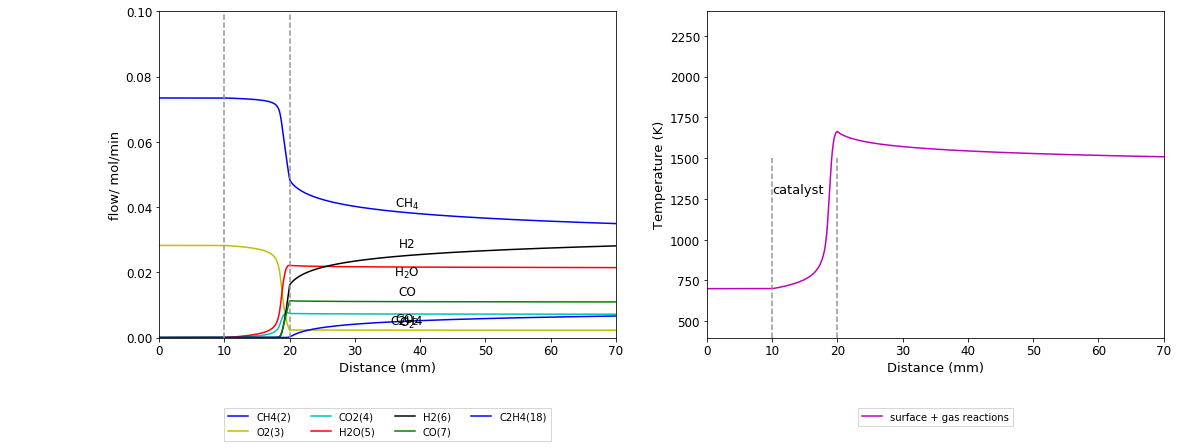 0.10
0.08
0.06
0.04
0.02
0.00
flow/ mol/min
CH₄
H2
H₂O
CO
0 10 20 30 40 50 60 70
Distance (mm)
CH4(2) CO2(4) H2(6) C2H4(18)
O2(3) H2O(5) CO(7)
2250
2000
1750
1500
1250
1000
750
500
Temperature (K)
catalyst
0 10 20 30 40 50 60 70
Distance (mm)
surface + gas reactions